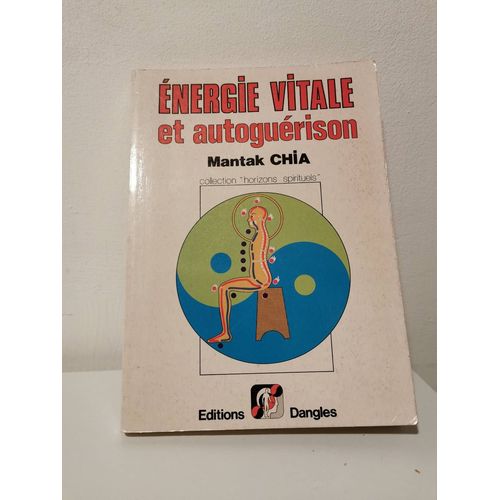 ÉNERGiE ViTALE
et autoguérison
Mantak CHiA
collection "horizons spirituels"
Editions Dangles